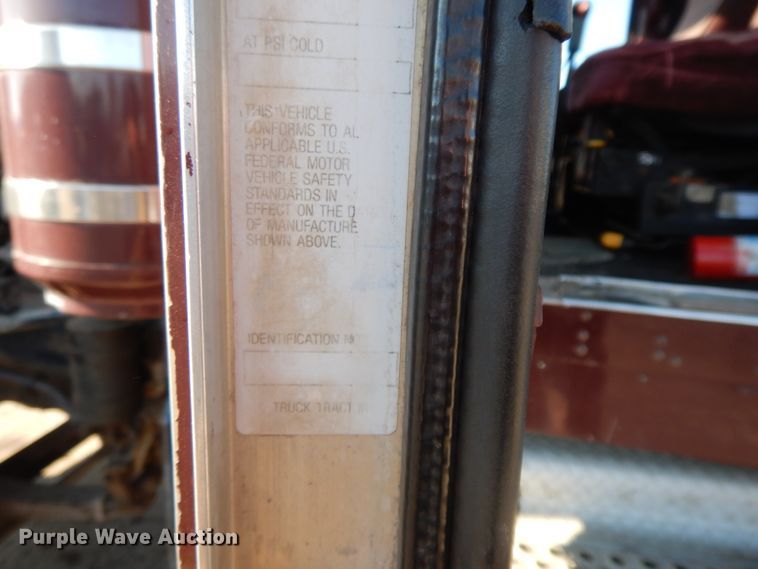 AT PSI COLD
THIS VEHICLE
CONFORMS TO AL
APPLICABLE U.S.
FEDERAL MOTOR
VEHICLE SAFETY
STANDARDS IN
EFFECT ON THE D
OF MANUFACTURE
SHOWN ABOVE.
IDENTIFICATION N
TRUCK TRACT R
Purple Wave Auction